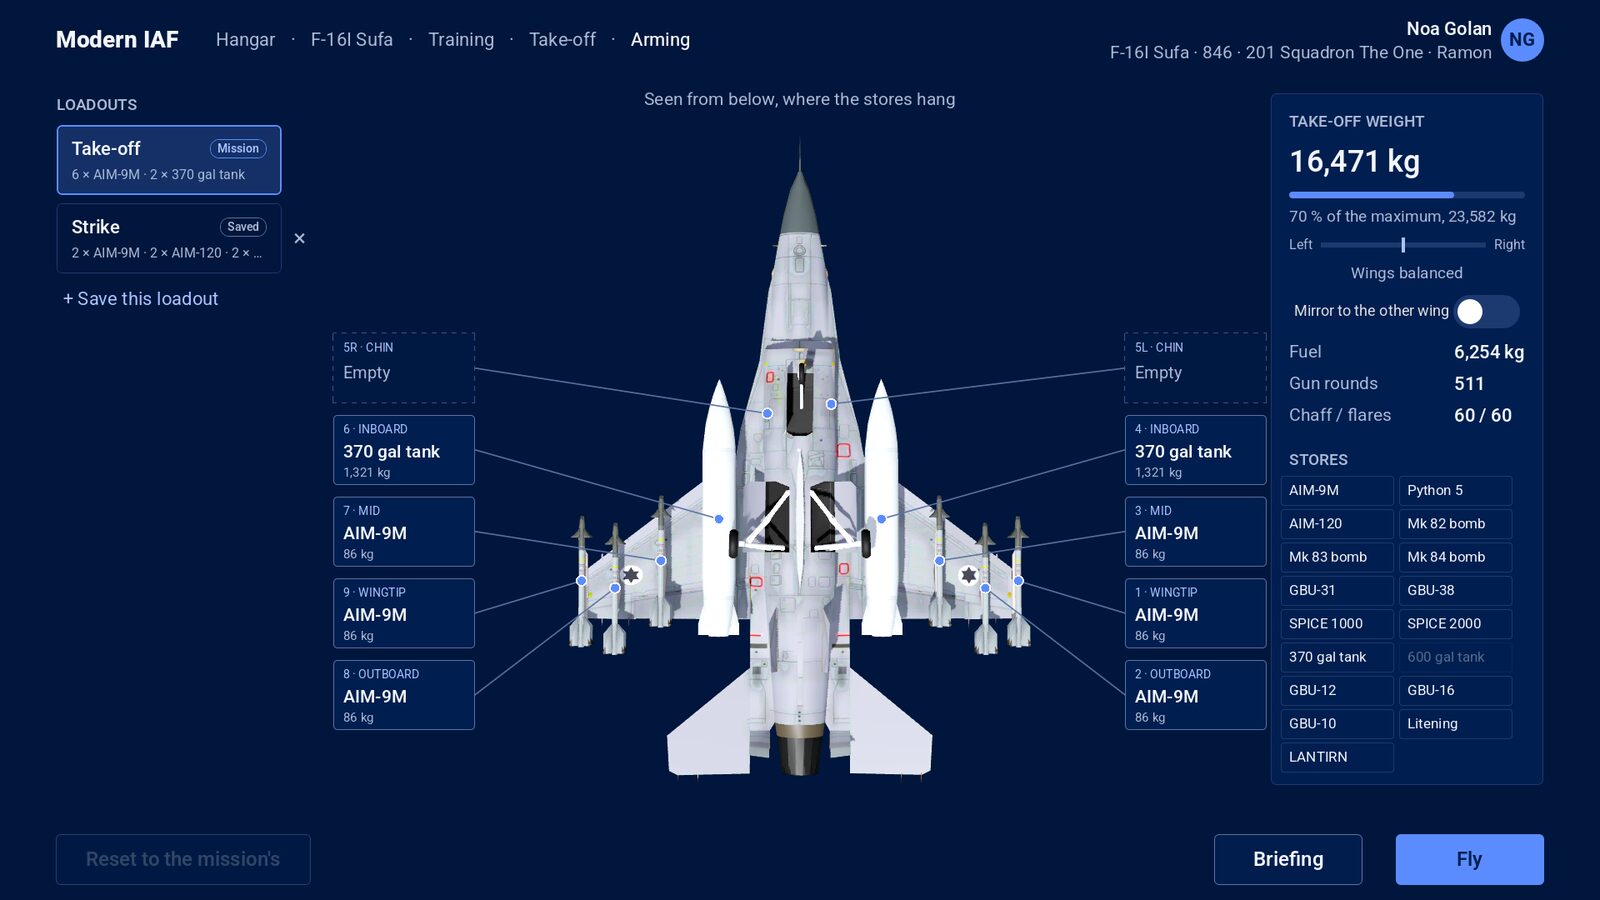 Modern IAF
Hangar · F-16I Sufa · Training · Take-off · Arming
Noa Golan
F-16I Sufa · 846 · 201 Squadron The One · Ramon
NG
LOADOUTS
Take-off
Mission
6 × AIM-9M · 2 × 370 gal tank
Strike
Saved
2 × AIM-9M · 2 × AIM-120 · 2 × ...
×
+ Save this loadout
Seen from below, where the stores hang
5R · CHIN
Empty
6 · INBOARD
370 gal tank
1,321 kg
7 · MID
AIM-9M
86 kg
9 · WINGTIP
AIM-9M
86 kg
8 · OUTBOARD
AIM-9M
86 kg
5L · CHIN
Empty
4 · INBOARD
370 gal tank
1,321 kg
3 · MID
AIM-9M
86 kg
1 · WINGTIP
AIM-9M
86 kg
2 · OUTBOARD
AIM-9M
86 kg
TAKE-OFF WEIGHT
16,471 kg
70 % of the maximum, 23,582 kg
Left Right
Wings balanced
Mirror to the other wing
Fuel 6,254 kg
Gun rounds 511
Chaff / flares 60 / 60
STORES
AIM-9M Python 5
AIM-120 Mk 82 bomb
Mk 83 bomb Mk 84 bomb
GBU-31 GBU-38
SPICE 1000 SPICE 2000
370 gal tank 600 gal tank
GBU-12 GBU-16
GBU-10 Litening
LANTIRN
Reset to the mission's
Briefing
Fly